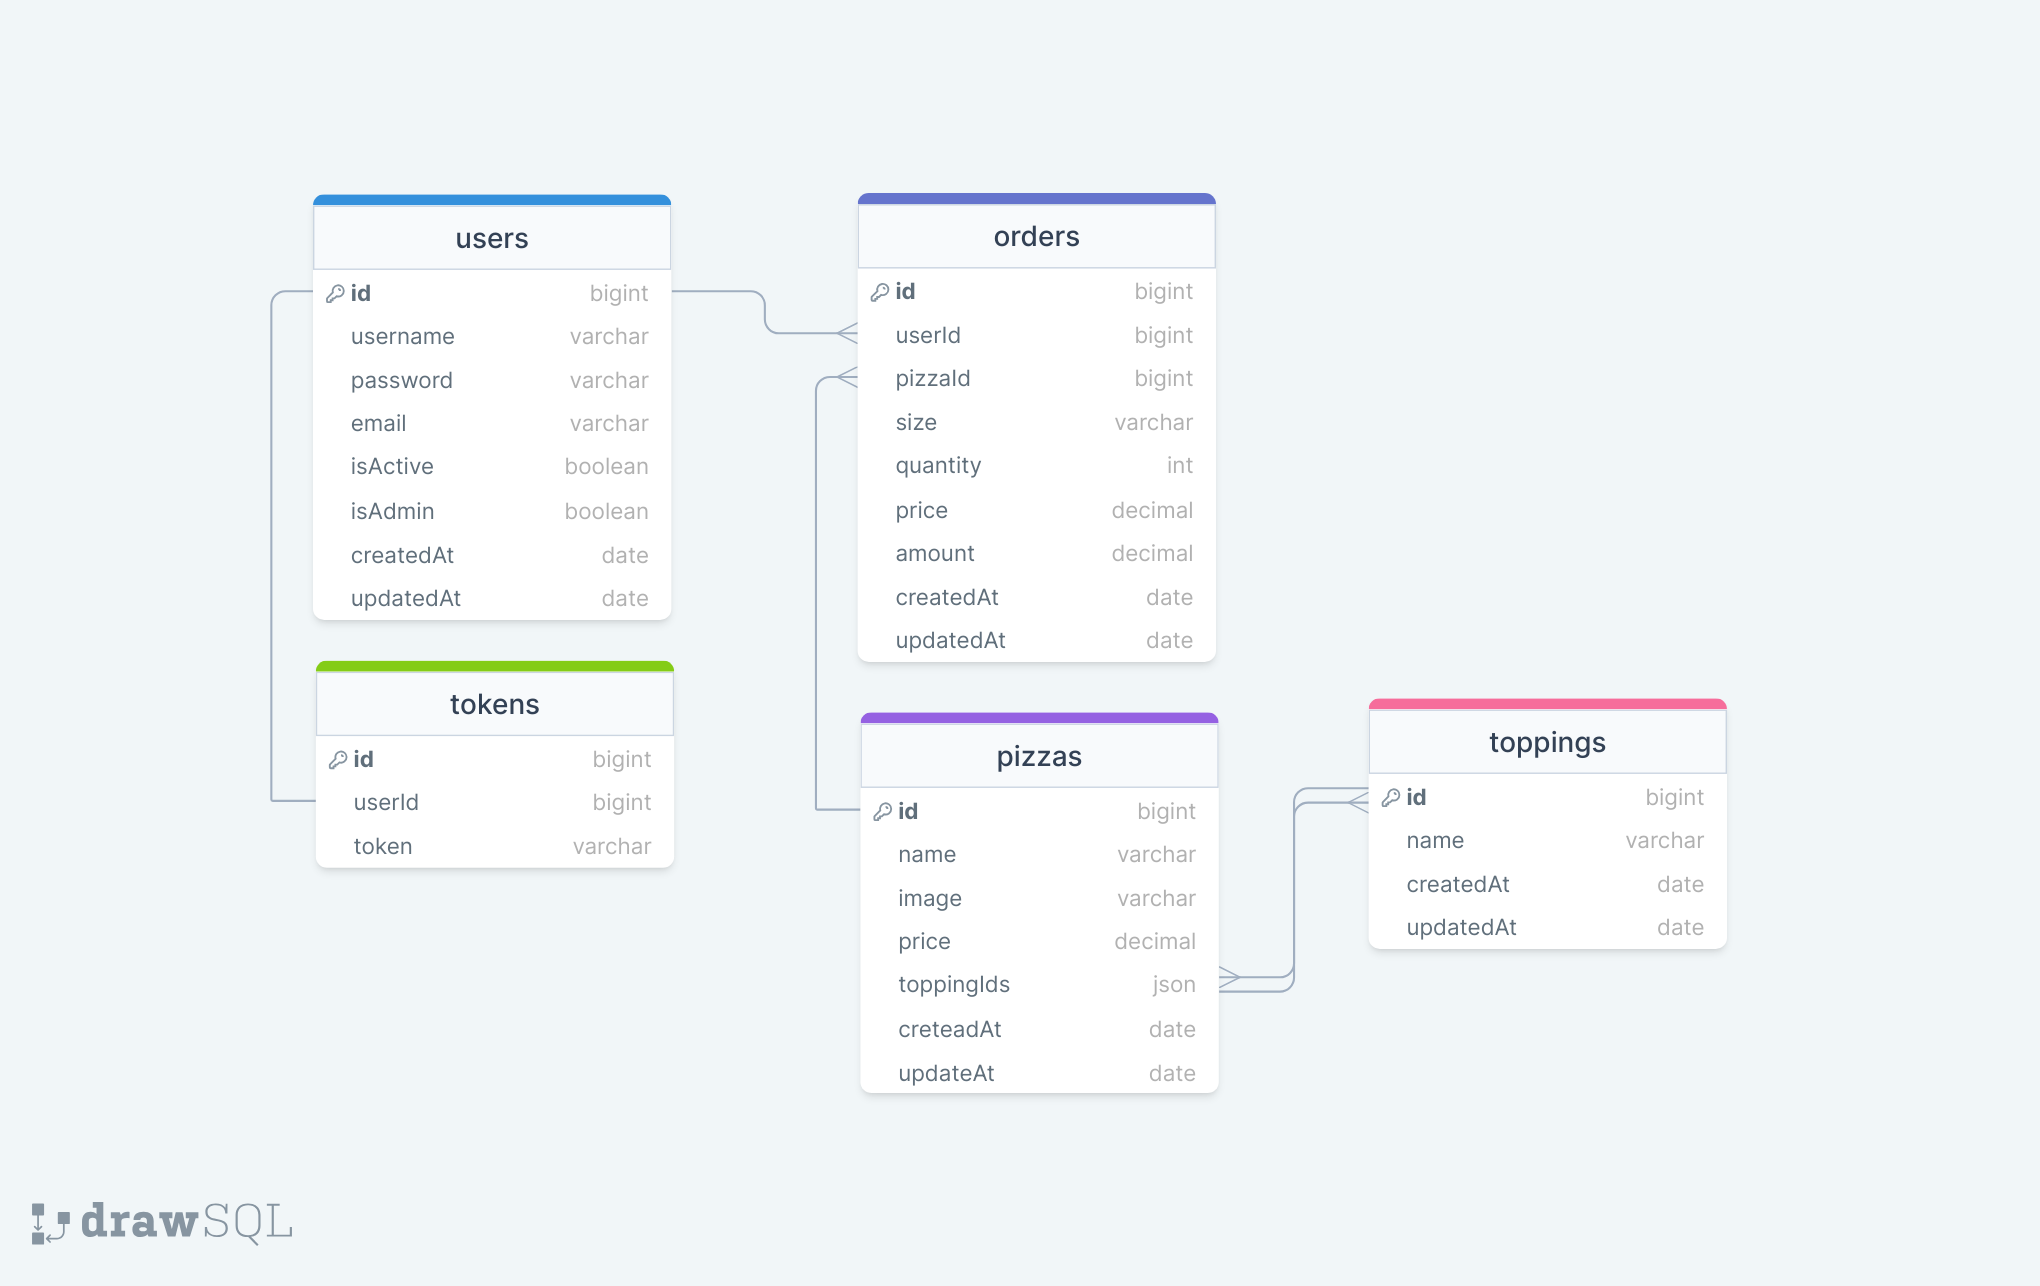 users
id bigint
username varchar
password varchar
email varchar
isActive boolean
isAdmin boolean
createdAt date
updatedAt date
tokens
id bigint
userId bigint
token varchar
orders
id bigint
userId bigint
pizzaId bigint
size varchar
quantity int
price decimal
amount decimal
createdAt date
updatedAt date
pizzas
id bigint
name varchar
image varchar
price decimal
toppingIds json
creteadAt date
updateAt date
toppings
id bigint
name varchar
createdAt date
updatedAt date
drawSQL